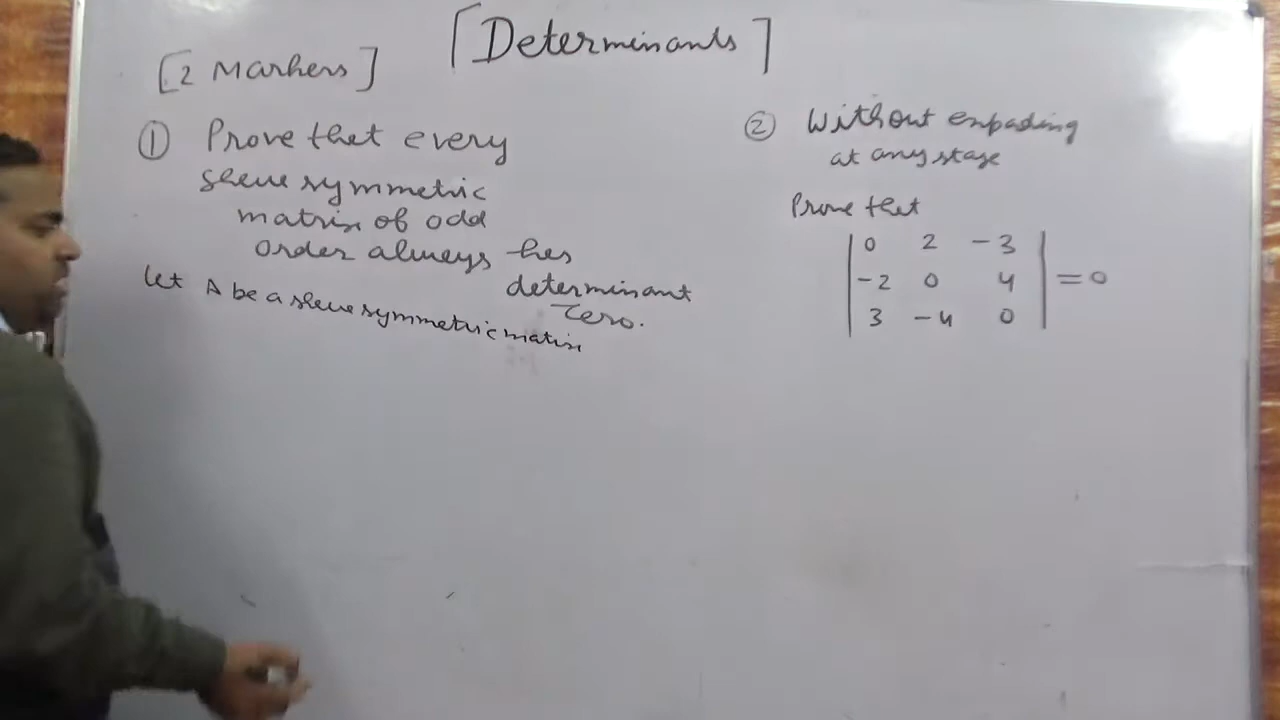 [Determinants]
[2 Markers]
① Prove that every
skew symmetric
matrix of odd
order always has
determinant
zero.
let A be a skew symmetric matrix
② Without expading
at any stage
Prove that
| 0 2 -3 |
| -2 0 4 | = 0
| 3 -4 0 |